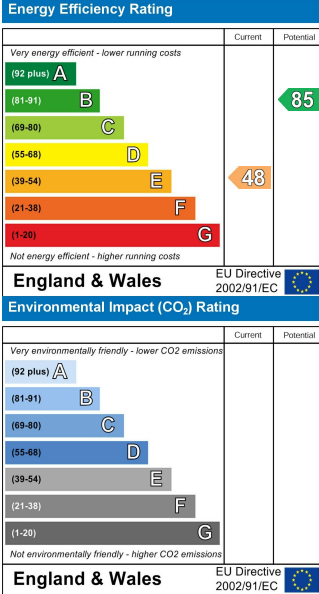 Energy Efficiency Rating
Current Potential
Very energy efficient - lower running costs
(92 plus) A
(81-91) B
85
(69-80) C
(55-68) D
(39-54) E
48
(21-38) F
(1-20) G
Not energy efficient - higher running costs
England & Wales
EU Directive
2002/91/EC
Environmental Impact (CO₂) Rating
Current Potential
Very environmentally friendly - lower CO2 emissions
(92 plus) A
(81-91) B
(69-80) C
(55-68) D
(39-54) E
(21-38) F
(1-20) G
Not environmentally friendly - higher CO2 emissions
England & Wales
EU Directive
2002/91/EC